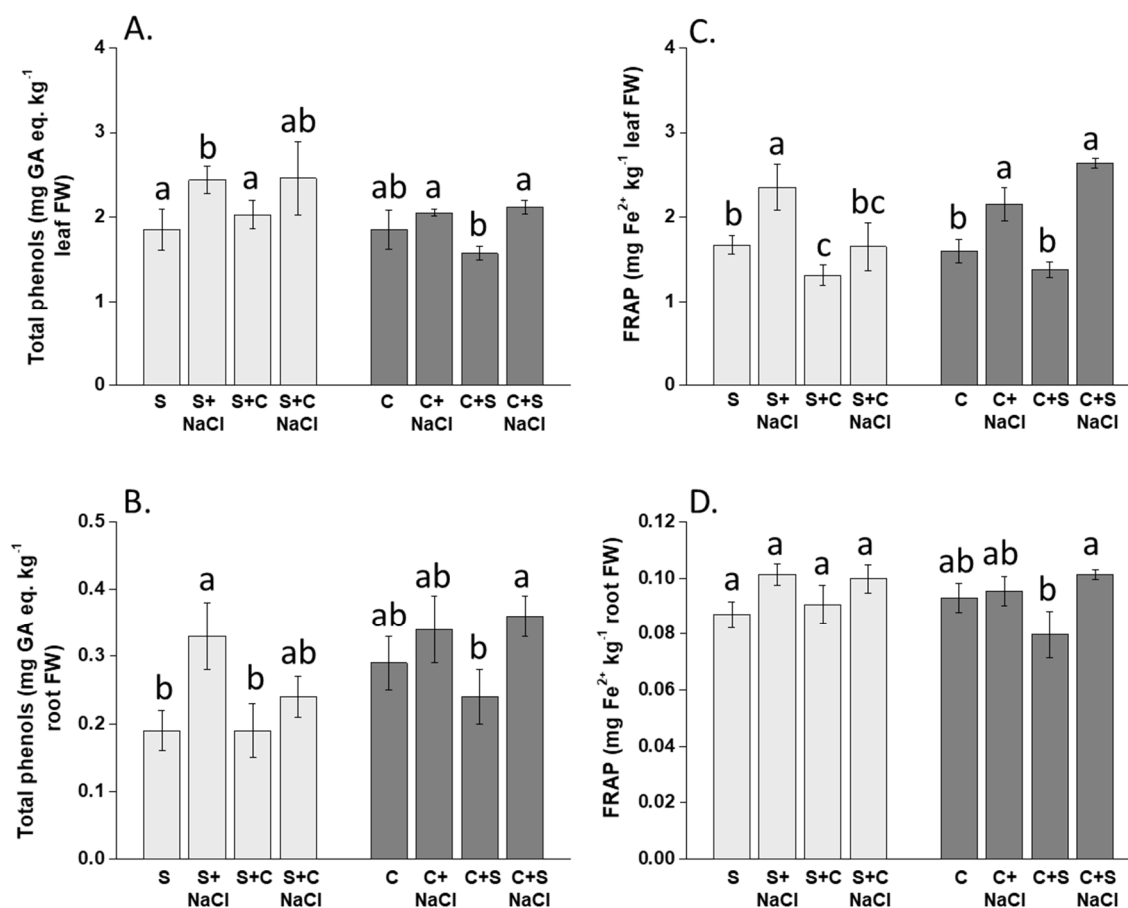 A.
Total phenols (mg GA eq. kg⁻¹
leaf FW)
4
3
2
1
0
a
b
a
ab
ab
a
b
a
S
S+
NaCl
S+C
S+C
NaCl
C
C+
NaCl
C+S
C+S
NaCl
C.
FRAP (mg Fe²⁺ kg⁻¹ leaf FW)
4
3
2
1
0
b
a
c
bc
b
a
b
a
S
S+
NaCl
S+C
S+C
NaCl
C
C+
NaCl
C+S
C+S
NaCl
B.
Total phenols (mg GA eq. kg⁻¹
root FW)
0.5
0.4
0.3
0.2
0.1
0.0
b
a
b
ab
ab
ab
b
a
S
S+
NaCl
S+C
S+C
NaCl
C
C+
NaCl
C+S
C+S
NaCl
D.
FRAP (mg Fe²⁺ kg⁻¹ root FW)
0.12
0.10
0.08
0.06
0.04
0.02
0.00
a
a
a
a
ab
ab
b
a
S
S+
NaCl
S+C
S+C
NaCl
C
C+
NaCl
C+S
C+S
NaCl